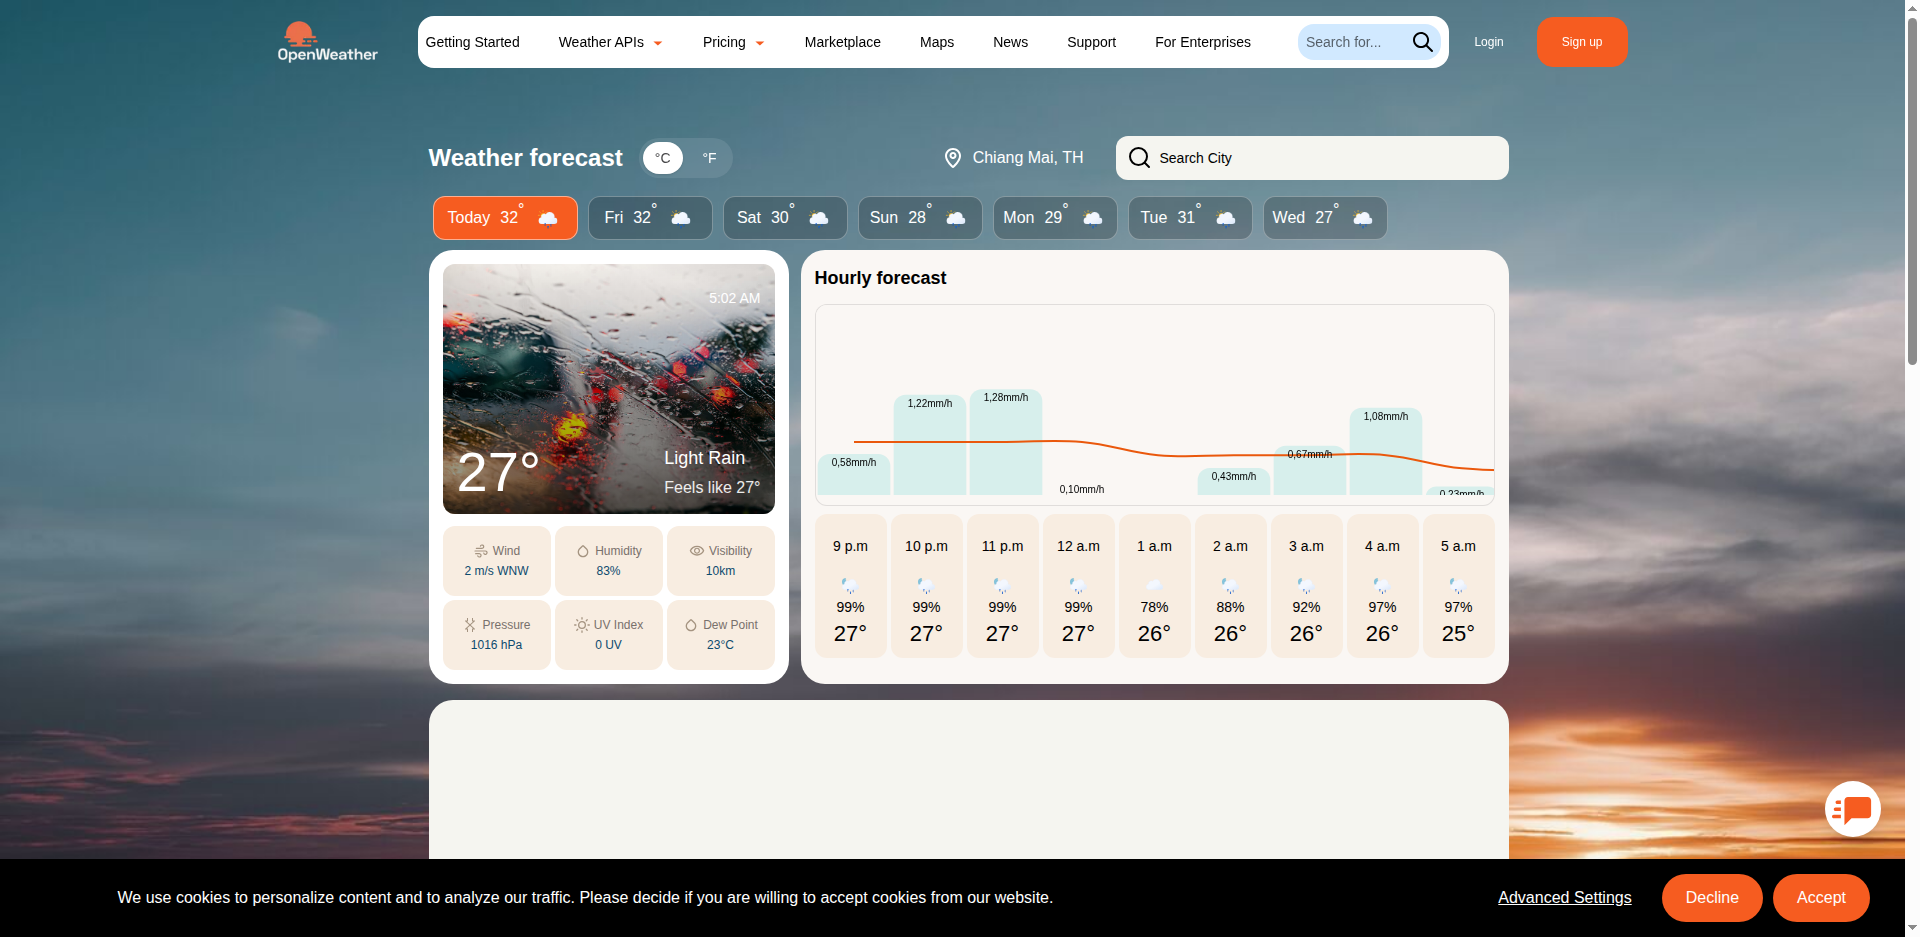 OpenWeather
Getting Started Weather APIs Pricing Marketplace Maps News Support For Enterprises Search for... Login Sign up
Weather forecast °C °F Chiang Mai, TH Search City
Today 32° Fri 32° Sat 30° Sun 28° Mon 29° Tue 31° Wed 27°
5:02 AM
27°
Light Rain
Feels like 27°
Wind
2 m/s WNW
Humidity
83%
Visibility
10km
Pressure
1016 hPa
UV Index
0 UV
Dew Point
23°C
Hourly forecast
0,58mm/h 1,22mm/h 1,28mm/h 0,10mm/h 0,43mm/h 0,67mm/h 1,08mm/h 0,23mm/h
9 p.m 10 p.m 11 p.m 12 a.m 1 a.m 2 a.m 3 a.m 4 a.m 5 a.m
99% 99% 99% 99% 78% 88% 92% 97% 97%
27° 27° 27° 27° 26° 26° 26° 26° 25°
We use cookies to personalize content and to analyze our traffic. Please decide if you are willing to accept cookies from our website. Advanced Settings Decline Accept